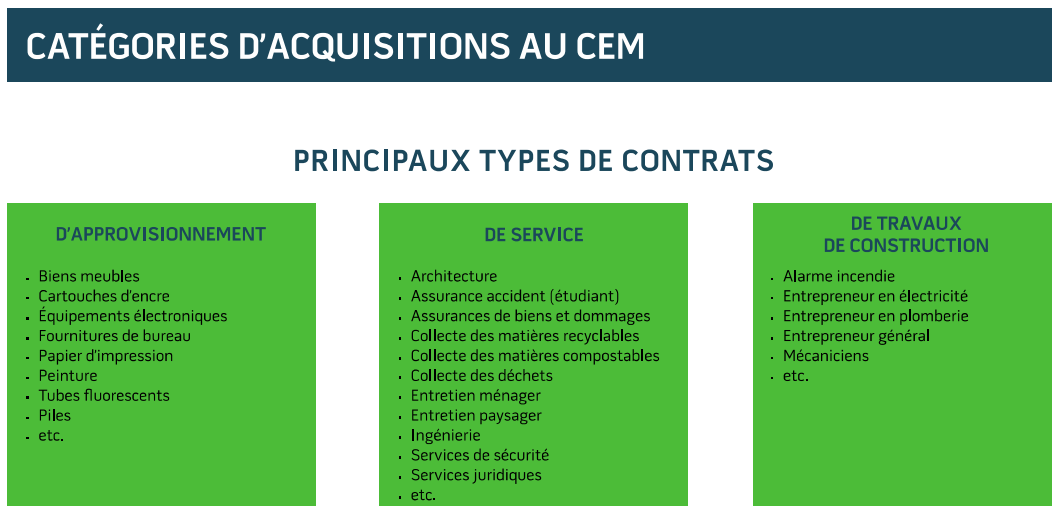 CATÉGORIES D'ACQUISITIONS AU CEM
PRINCIPAUX TYPES DE CONTRATS
D'APPROVISIONNEMENT
• Biens meubles
• Cartouches d'encre
• Équipements électroniques
• Fournitures de bureau
• Papier d'impression
• Peinture
• Tubes fluorescents
• Piles
• etc.
DE SERVICE
• Architecture
• Assurance accident (étudiant)
• Assurances de biens et dommages
• Collecte des matières recyclables
• Collecte des matières compostables
• Collecte des déchets
• Entretien ménager
• Entretien paysager
• Ingénierie
• Services de sécurité
• Services juridiques
• etc.
DE TRAVAUX
DE CONSTRUCTION
• Alarme incendie
• Entrepreneur en électricité
• Entrepreneur en plomberie
• Entrepreneur général
• Mécaniciens
• etc.